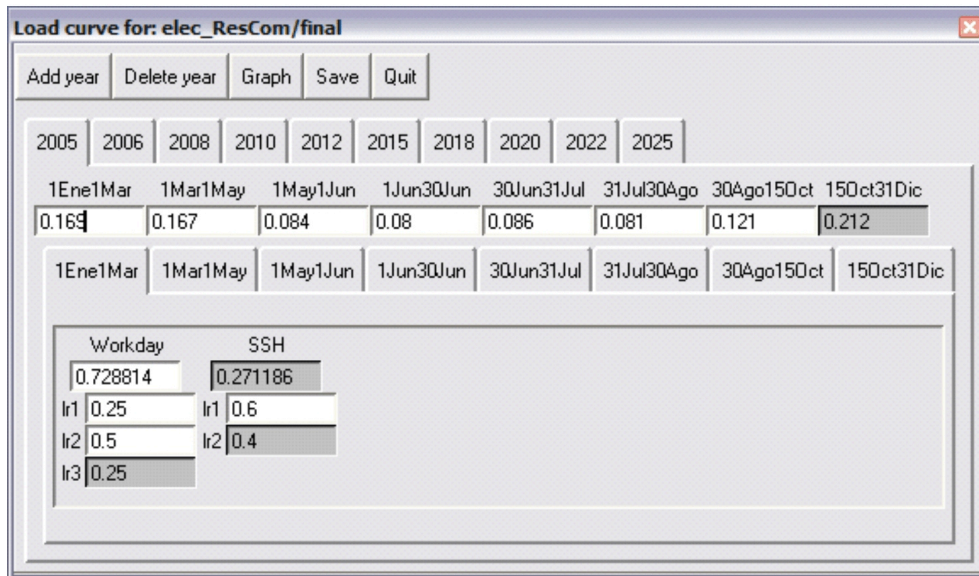 Load curve for: elec_ResCom/final
Add year Delete year Graph Save Quit
2005 2006 2008 2010 2012 2015 2018 2020 2022 2025
1Ene1Mar 1Mar1May 1May1Jun 1Jun30Jun 30Jun31Jul 31Jul30Ago 30Ago15Oct 15Oct31Dic
0.169 0.167 0.084 0.08 0.086 0.081 0.121 0.212
1Ene1Mar 1Mar1May 1May1Jun 1Jun30Jun 30Jun31Jul 31Jul30Ago 30Ago15Oct 15Oct31Dic
Workday SSH
0.728814 0.271186
lr1 0.25 lr1 0.6
lr2 0.5 lr2 0.4
lr3 0.25